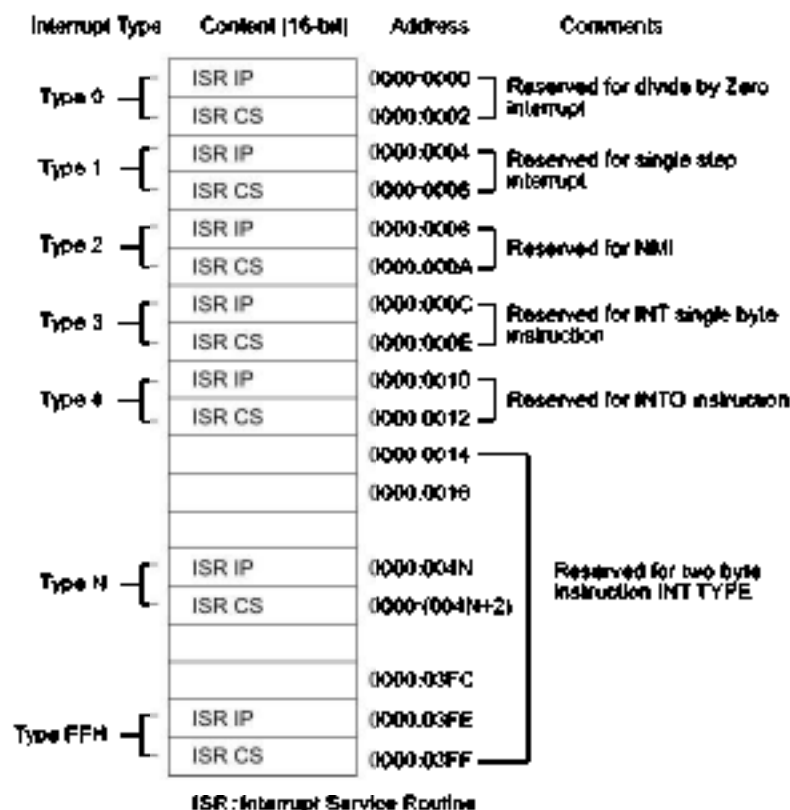 Interrupt Type Content (16-bit) Address Comments
Type 0
ISR IP 0000:0000
ISR CS 0000:0002
Reserved for divide by Zero
interrupt
Type 1
ISR IP 0000:0004
ISR CS 0000:0006
Reserved for single step
interrupt
Type 2
ISR IP
ISR CS 0000:000A
Reserved for NMI
Type 3
ISR IP 0000:000C
ISR CS 0000:000E
Reserved for INT single byte
instruction
Type 4
ISR IP 0000:0010
ISR CS 0000:0012
Reserved for INTO instruction
0000:0014
0000:0016
Type N
ISR IP 0000:004N
ISR CS 0000:(004N+2)
Reserved for two byte
instruction INT TYPE
0000:03FC
Type FFH
ISR IP 0000:03FE
ISR CS 0000:03FF
ISR : Interrupt Service Routine